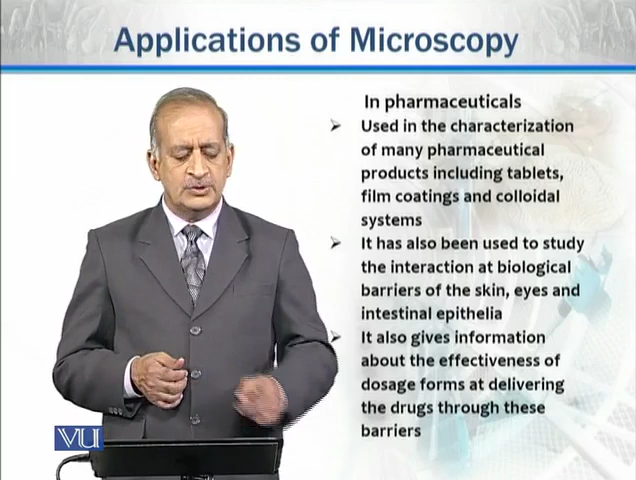 Applications of Microscopy
In pharmaceuticals
➤ Used in the characterization
of many pharmaceutical
products including tablets,
film coatings and colloidal
systems
➤ It has also been used to study
the interaction at biological
barriers of the skin, eyes and
intestinal epithelia
➤ It also gives information
about the effectiveness of
dosage forms at delivering
the drugs through these
barriers
VU